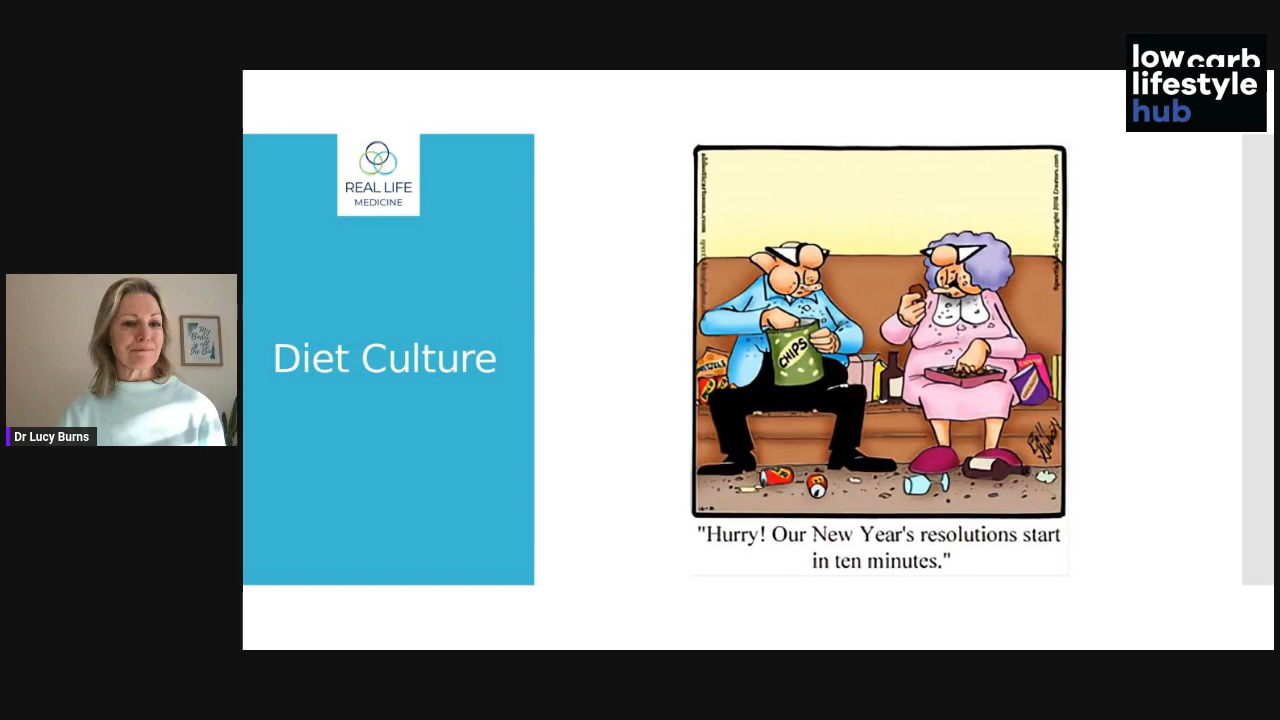 low carb
lifestyle
hub
REAL LIFE
MEDICINE
Diet Culture
Dr Lucy Burns
CHIPS
"Hurry! Our New Year's resolutions start
in ten minutes."